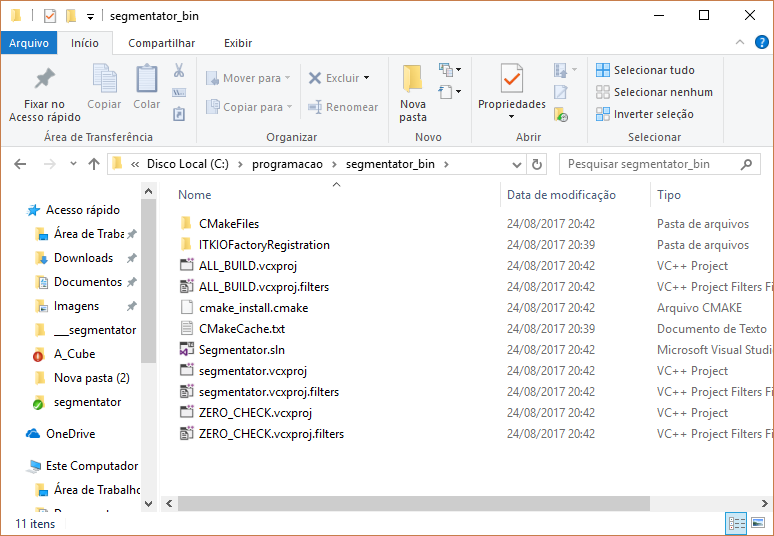 segmentator_bin
Arquivo Início Compartilhar Exibir
Fixar no
Acesso rápido
Copiar
Colar
Área de Transferência
Mover para
Copiar para
Excluir
Renomear
Organizar
Nova
pasta
Novo
Propriedades
Abrir
Selecionar tudo
Selecionar nenhum
Inverter seleção
Selecionar
« Disco Local (C:) > programacao > segmentator_bin >
Pesquisar segmentator_bin
Acesso rápido
Área de Traba
Downloads
Documentos
Imagens
___segmentator
A_Cube
Nova pasta (2)
segmentator
OneDrive
Este Computador
Área de Trabalho
Nome Data de modificação Tipo
CMakeFiles 24/08/2017 20:42 Pasta de arquivos
ITKIOFactoryRegistration 24/08/2017 20:39 Pasta de arquivos
ALL_BUILD.vcxproj 24/08/2017 20:42 VC++ Project
ALL_BUILD.vcxproj.filters 24/08/2017 20:42 VC++ Project Filters Fi
cmake_install.cmake 24/08/2017 20:42 Arquivo CMAKE
CMakeCache.txt 24/08/2017 20:39 Documento de Texto
Segmentator.sln 24/08/2017 20:42 Microsoft Visual Studi
segmentator.vcxproj 24/08/2017 20:42 VC++ Project
segmentator.vcxproj.filters 24/08/2017 20:42 VC++ Project Filters Fi
ZERO_CHECK.vcxproj 24/08/2017 20:42 VC++ Project
ZERO_CHECK.vcxproj.filters 24/08/2017 20:42 VC++ Project Filters Fi
11 itens